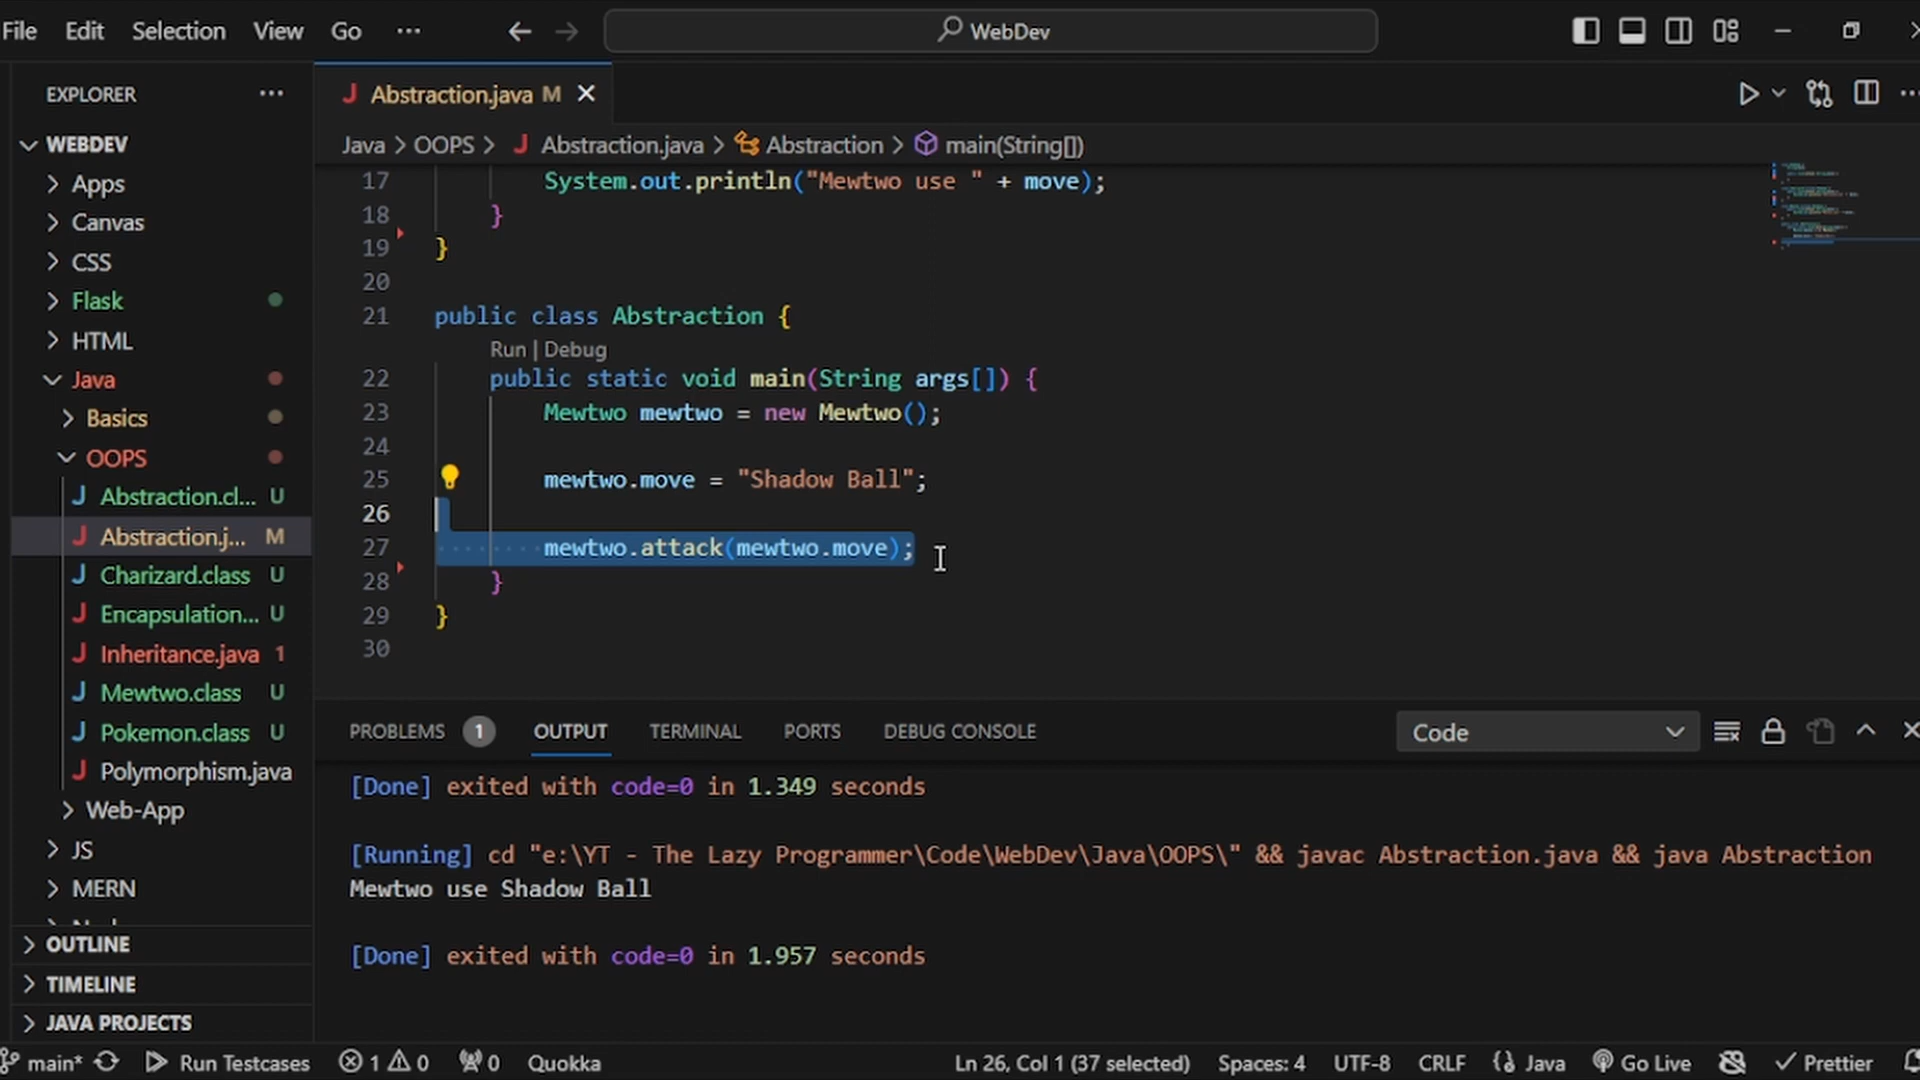 File Edit Selection View Go ··· WebDev
EXPLORER ···
WEBDEV
Apps
Canvas
CSS
Flask
HTML
Java
Basics
OOPS
Abstraction.cl... U
Abstraction.j... M
Charizard.class U
Encapsulation... U
Inheritance.java 1
Mewtwo.class U
Pokemon.class U
Polymorphism.java
Web-App
JS
MERN
OUTLINE
TIMELINE
JAVA PROJECTS
Abstraction.java M
Java > OOPS > Abstraction.java > Abstraction > main(String[])
17 System.out.println("Mewtwo use " + move);
18 }
19 }
20
21 public class Abstraction {
Run | Debug
22 public static void main(String args[]) {
23 Mewtwo mewtwo = new Mewtwo();
24
25 mewtwo.move = "Shadow Ball";
26
27 mewtwo.attack(mewtwo.move);
28 }
29 }
30
PROBLEMS 1 OUTPUT TERMINAL PORTS DEBUG CONSOLE Code
[Done] exited with code=0 in 1.349 seconds
[Running] cd "e:\YT - The Lazy Programmer\Code\WebDev\Java\OOPS\" && javac Abstraction.java && java Abstraction
Mewtwo use Shadow Ball
[Done] exited with code=0 in 1.957 seconds
main* Run Testcases 1 0 0 Quokka Ln 26, Col 1 (37 selected) Spaces: 4 UTF-8 CRLF Java Go Live Prettier